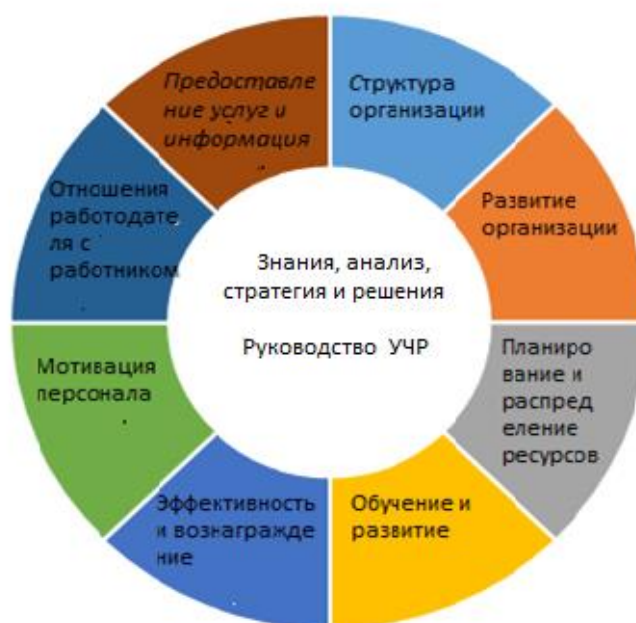 Предоставле
ние услуг и
информация
Структура
организации
Развитие
организации
Планиро
вание и
распред
еление
ресурсов
Обучение и
развитие
Эффективность
и вознагражде
ние
Мотивация
персонала
Отношения
работодате
ля с
работником
Знания, анализ,
стратегия и решения
Руководство УЧР